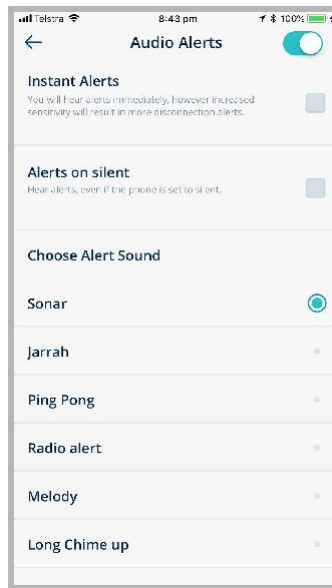 Telstra 8:43 pm 100%
Audio Alerts
Instant Alerts
You will hear alerts immediately, however increased
sensitivity will result in more disconnection alerts.
Alerts on silent
Hear alerts, even if the phone is set to silent.
Choose Alert Sound
Sonar
Jarrah
Ping Pong
Radio alert
Melody
Long Chime up